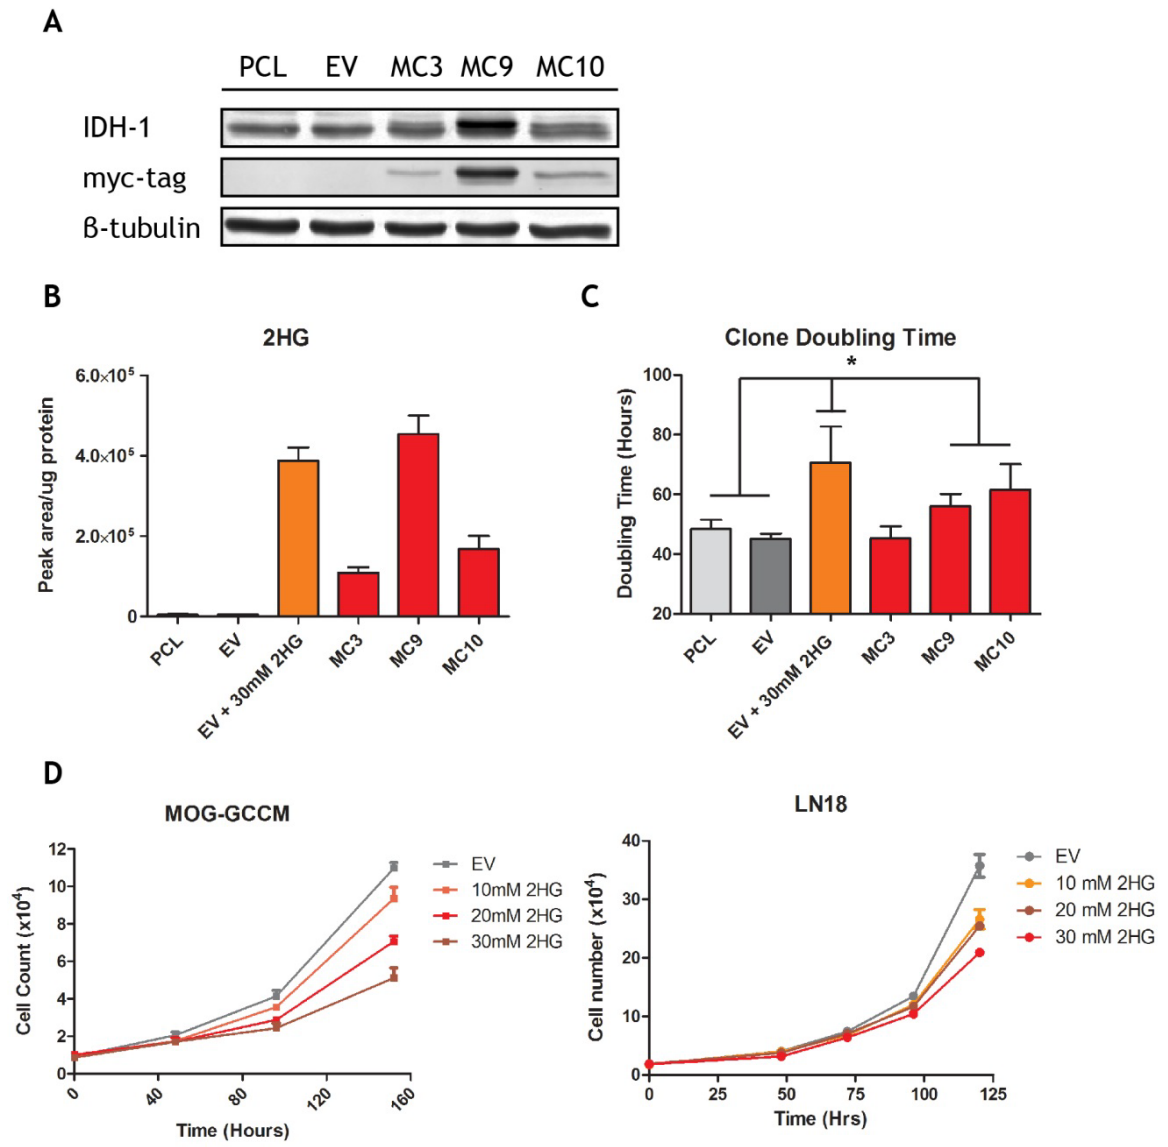 A
PCL EV MC3 MC9 MC10
IDH-1
myc-tag
ß-tubulin
B
2HG
Peak area/ug protein
6.0×10⁵
4.0×10⁵
2.0×10⁵
0
PCL
EV
EV + 30mM 2HG
MC3
MC9
MC10
C
Clone Doubling Time
*
Doubling Time (Hours)
100
80
60
40
20
PCL
EV
EV + 30mM 2HG
MC3
MC9
MC10
D
MOG-GCCM
Cell Count (x10⁴)
12
10
8
6
4
2
0
0 40 80 120 160
Time (Hours)
EV
10mM 2HG
20mM 2HG
30mM 2HG
LN18
Cell number (x10⁴)
40
30
20
10
0
0 25 50 75 100 125
Time (Hrs)
EV
10 mM 2HG
20 mM 2HG
30 mM 2HG